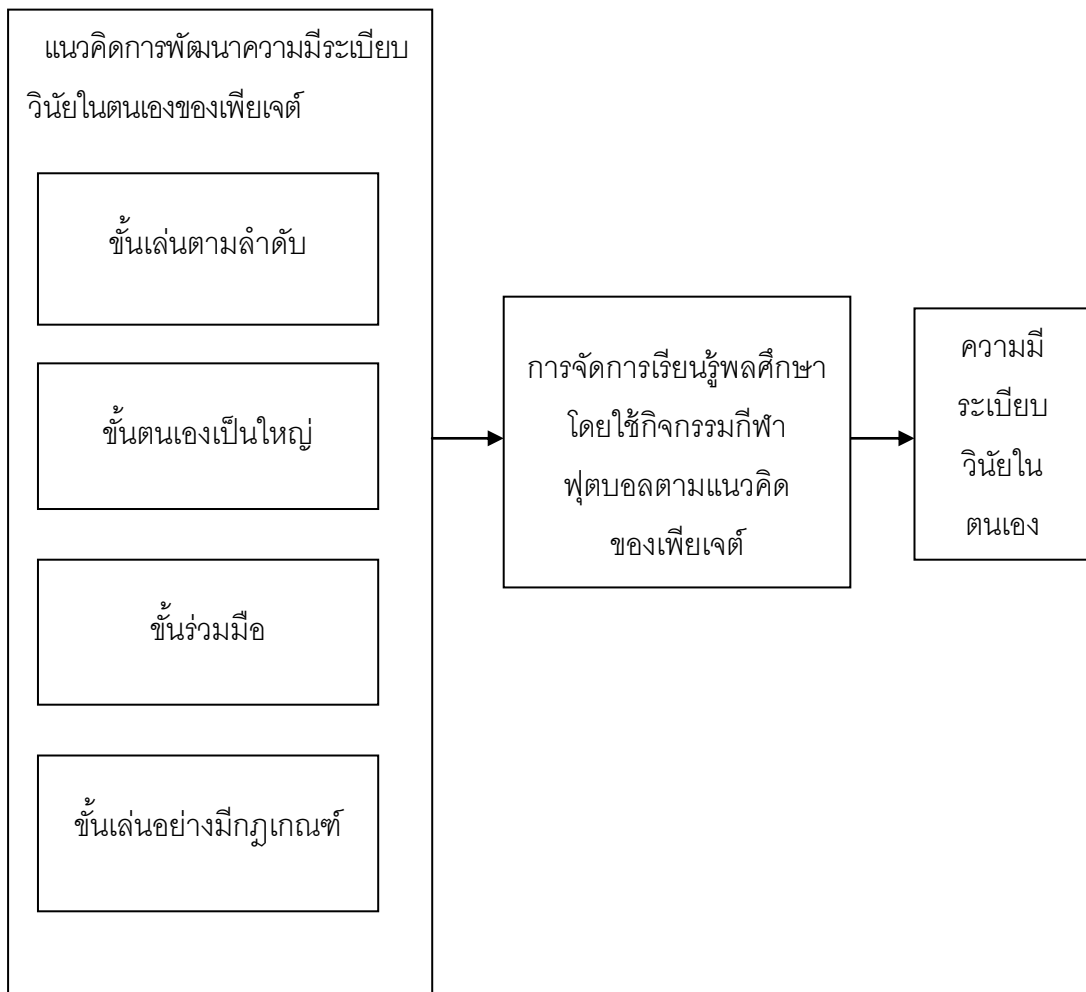 แนวคิดการพัฒนาความมีระเบียบ
วินัยในตนเองของเพียเจต์
ขั้นเล่นตามลำดับ
ขั้นตนเองเป็นใหญ่
ขั้นร่วมมือ
ขั้นเล่นอย่างมีกฎเกณฑ์
การจัดการเรียนรู้พลศึกษา
โดยใช้กิจกรรมกีฬา
ฟุตบอลตามแนวคิด
ของเพียเจต์
ความมี
ระเบียบ
วินัยใน
ตนเอง